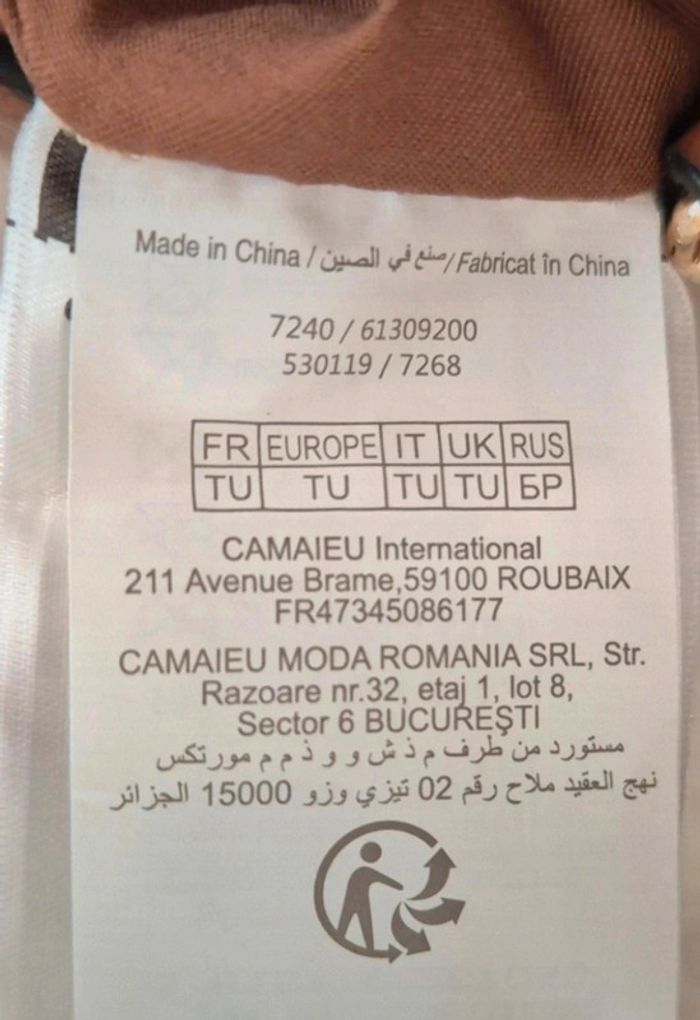 Made in China / صنع في الصين / Fabricat în China
7240 / 61309200
530119 / 7268
FR EUROPE IT UK RUS
TU TU TU TU БР
CAMAIEU International
211 Avenue Brame,59100 ROUBAIX
FR47345086177
CAMAIEU MODA ROMANIA SRL, Str.
Razoare nr.32, etaj 1, lot 8,
Sector 6 BUCUREŞTI
مستورد من طرف م ذ ش و و ذ م م مورتكس
نهج العقيد ملاح رقم 02 تيزي وزو 15000 الجزائر